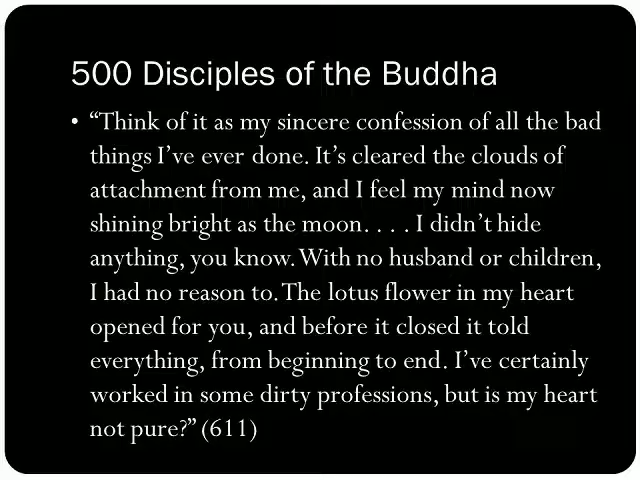 500 Disciples of the Buddha
• “Think of it as my sincere confession of all the bad
things I’ve ever done. It’s cleared the clouds of
attachment from me, and I feel my mind now
shining bright as the moon. . . . I didn’t hide
anything, you know. With no husband or children,
I had no reason to. The lotus flower in my heart
opened for you, and before it closed it told
everything, from beginning to end. I’ve certainly
worked in some dirty professions, but is my heart
not pure?” (611)